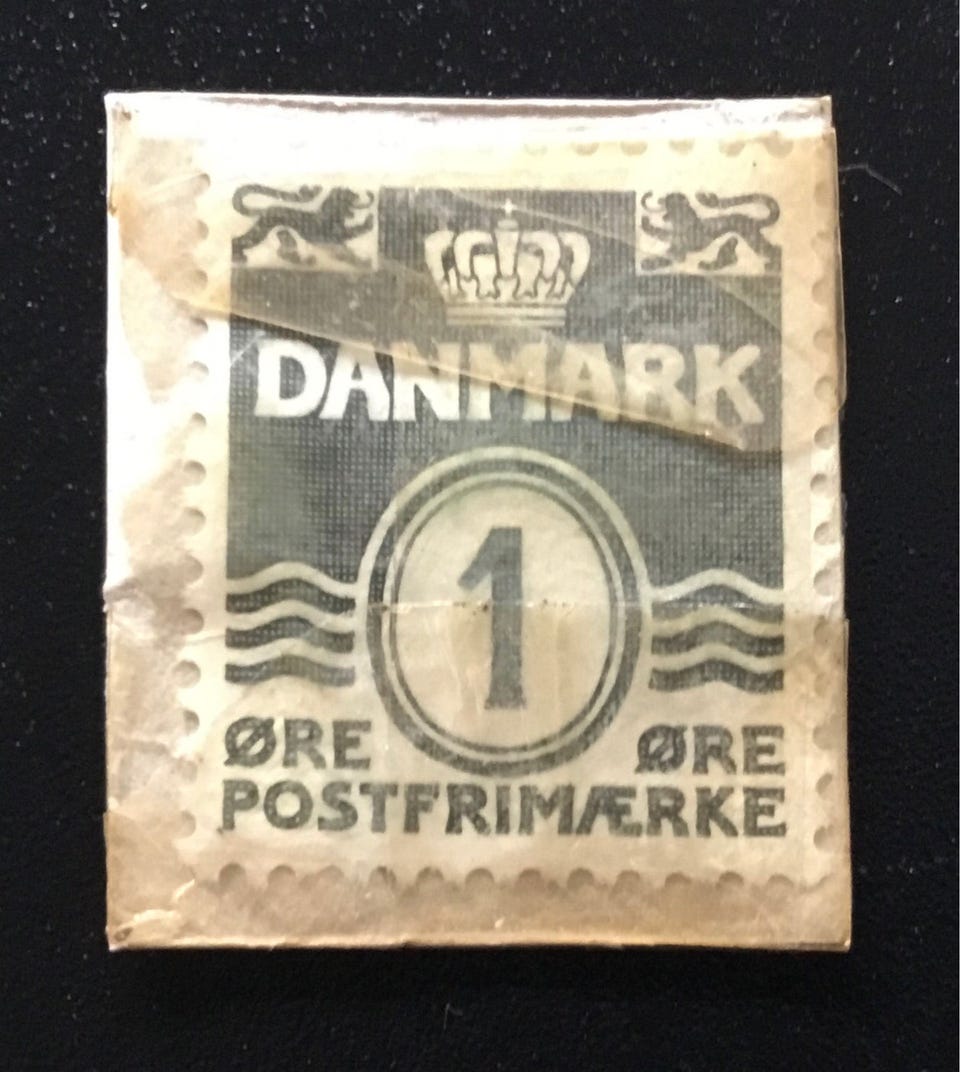 DANMARK
1
ØRE ØRE
POSTFRIMÆRKE